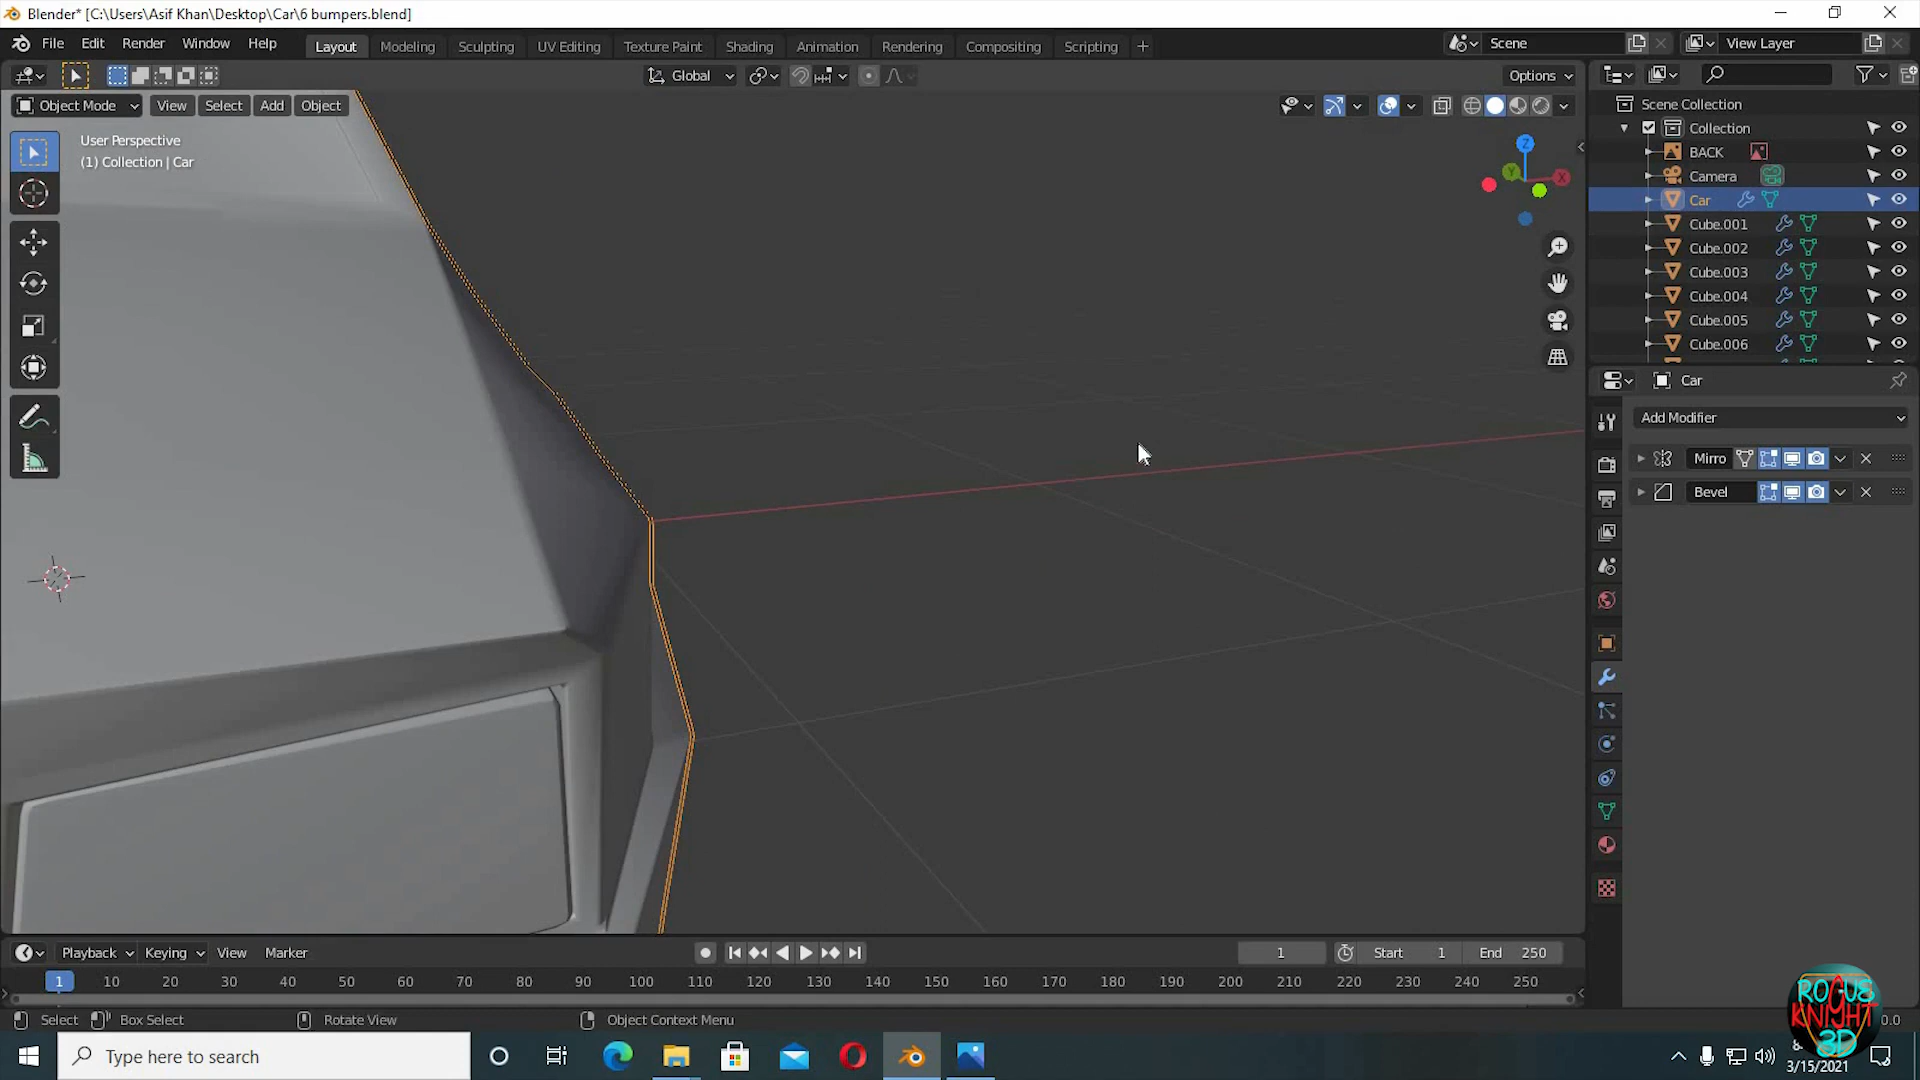 Blender* [C:\Users\Asif Khan\Desktop\Car\6 bumpers.blend]
File Edit Render Window Help
Layout Modeling Sculpting UV Editing Texture Paint Shading Animation Rendering Compositing Scripting
Scene
View Layer
Global
Options
Object Mode View Select Add Object
User Perspective
(1) Collection | Car
Z
Y
X
Scene Collection
Collection
BACK
Camera
Car
Cube.001
Cube.002
Cube.003
Cube.004
Cube.005
Cube.006
Car
Add Modifier
Mirro
Bevel
Playback Keying View Marker
1
Start 1
End 250
1 10 20 30 40 50 60 70 80 90 100 110 120 130 140 150 160 170 180 190 200 210 220 230 240 250
Select Box Select Rotate View Object Context Menu
Type here to search
3/15/2021
ROGUE
KNIGHT
3D